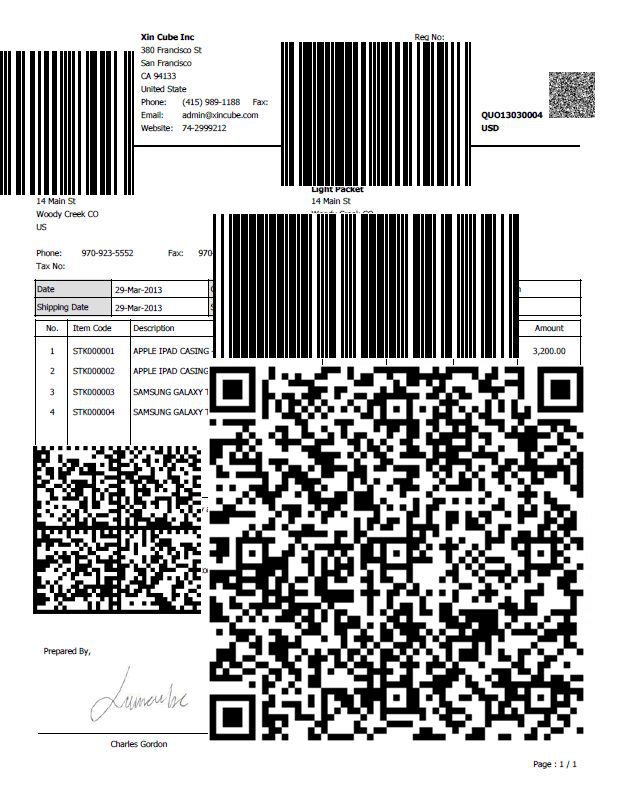 Xin Cube Inc
Reg No:
380 Francisco St
San Francisco
CA 94133
United State
Phone: (415) 989-1188 Fax:
Email: admin@xincube.com
Website: 74-2999212
QUO13030004
USD
Light Packet
14 Main St
14 Main St
Woody Creek CO
Woody Creek CO
US
Phone: 970-923-5552 Fax: 970
Tax No:
Date 29-Mar-2013
Shipping Date 29-Mar-2013
No. Item Code Description Amount
1 STK000001 APPLE IPAD CASING 3,200.00
2 STK000002 APPLE IPAD CASING
3 STK000003 SAMSUNG GALAXY
4 STK000004 SAMSUNG GALAXY
Prepared By,
Charles Gordon
Page : 1 / 1